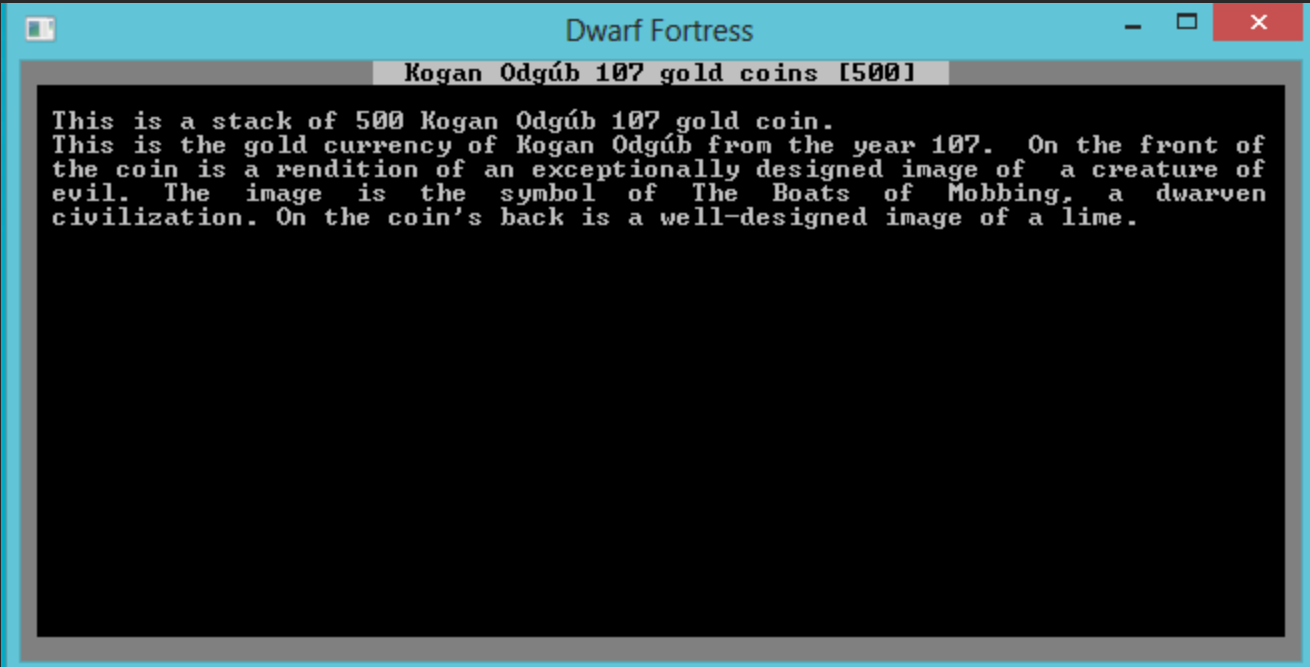 Dwarf Fortress
Kogan Odgúb 107 gold coins [500]
This is a stack of 500 Kogan Odgúb 107 gold coin.
This is the gold currency of Kogan Odgúb from the year 107.  On the front of
the coin is a rendition of an exceptionally designed image of  a creature of
evil. The image is the symbol of The Boats of Mobbing, a dwarven
civilization. On the coin's back is a well-designed image of a lime.